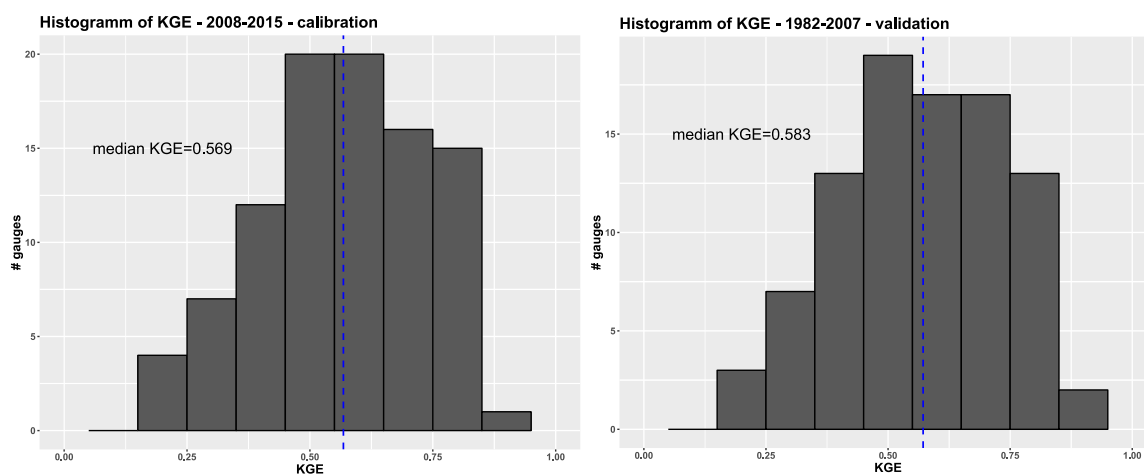 Histogramm of KGE - 2008-2015 - calibration
20
15
10
5
0
# gauges
median KGE=0.569
0.00 0.25 0.50 0.75 1.00
KGE
Histogramm of KGE - 1982-2007 - validation
15
10
5
0
# gauges
median KGE=0.583
0.00 0.25 0.50 0.75 1.00
KGE